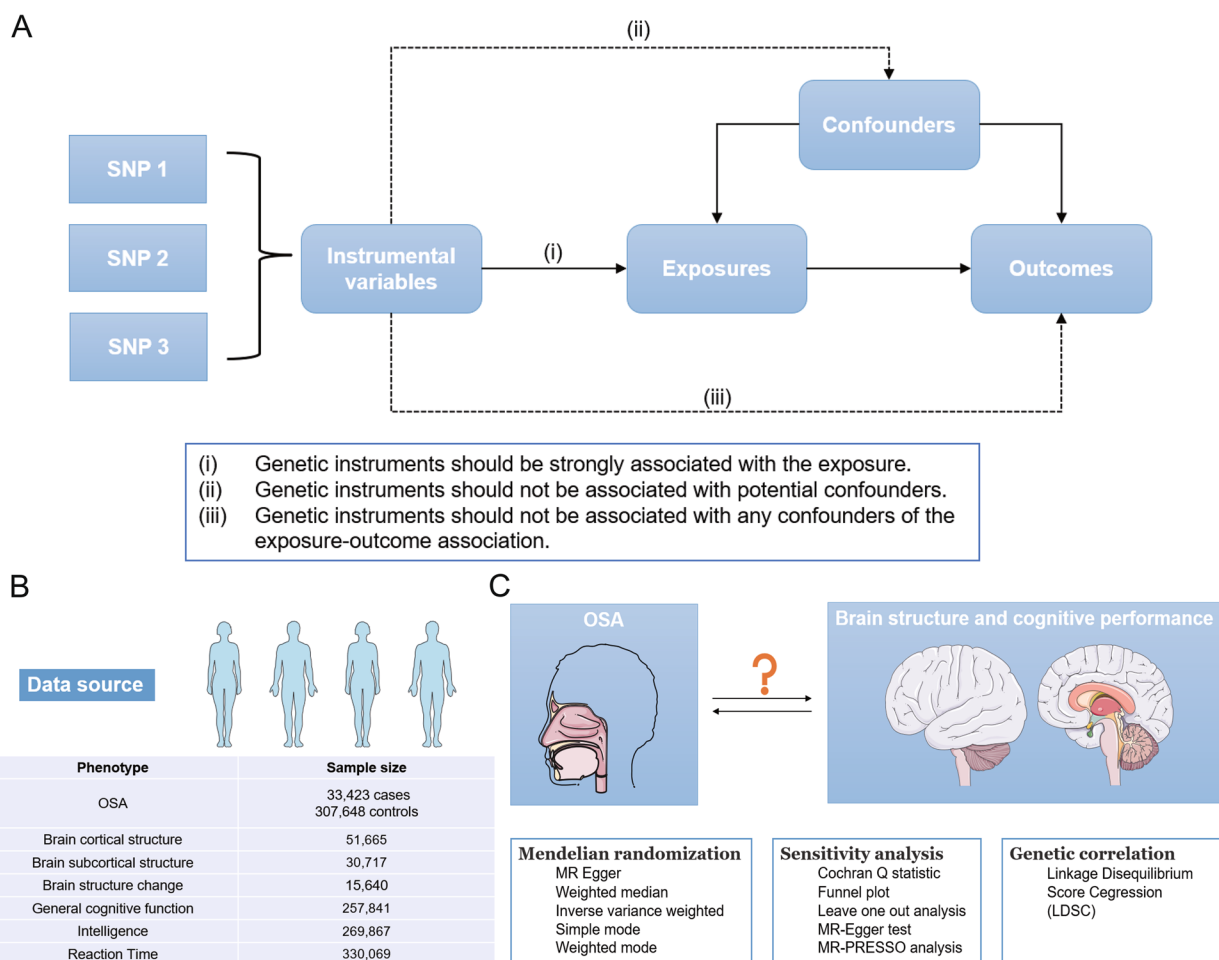 A
(ii)
Confounders
SNP 1
SNP 2
SNP 3
Instrumental
variables
(i)
Exposures
Outcomes
(iii)
(i) Genetic instruments should be strongly associated with the exposure.
(ii) Genetic instruments should not be associated with potential confounders.
(iii) Genetic instruments should not be associated with any confounders of the
exposure-outcome association.
B
Data source
Phenotype Sample size
OSA 33,423 cases
307,648 controls
Brain cortical structure 51,665
Brain subcortical structure 30,717
Brain structure change 15,640
General cognitive function 257,841
Intelligence 269,867
Reaction Time 330,069
C
OSA
?
Brain structure and cognitive performance
Mendelian randomization
MR Egger
Weighted median
Inverse variance weighted
Simple mode
Weighted mode
Sensitivity analysis
Cochran Q statistic
Funnel plot
Leave one out analysis
MR-Egger test
MR-PRESSO analysis
Genetic correlation
Linkage Disequilibrium
Score Cegression
(LDSC)